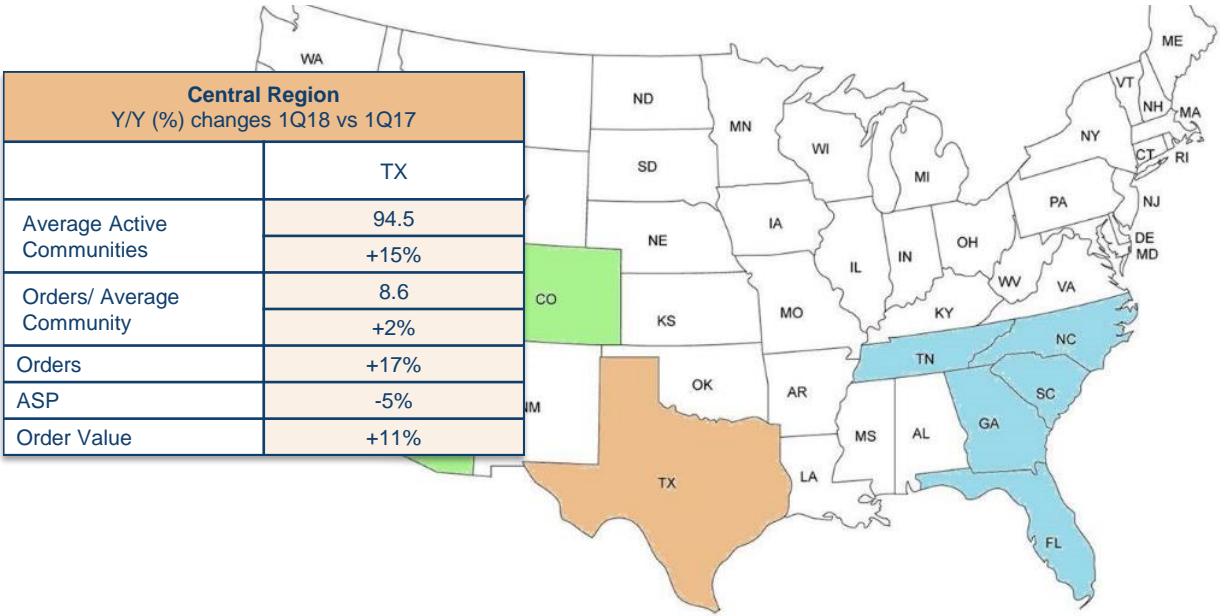 WA
ME
Central Region
Y/Y (%) changes 1Q18 vs 1Q17
TX
Average Active
Communities
94.5
+15%
Orders/ Average
Community
8.6
+2%
Orders
+17%
ASP
-5%
Order Value
+11%
ND
MN
VT
NH
MA
SD
WI
MI
NY
CT
RI
NE
IA
PA
NJ
IL
IN
OH
DE
MD
CO
KS
MO
WV
VA
KY
NC
TN
OK
AR
SC
MS
AL
GA
TX
LA
FL